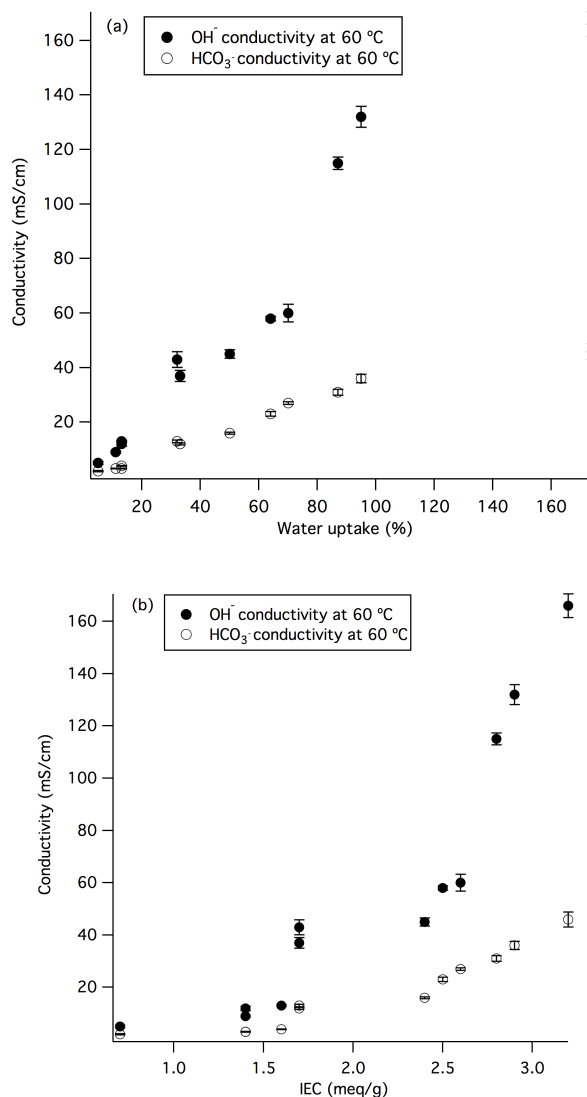 (a)
OH⁻ conductivity at 60 ºC
HCO₃⁻ conductivity at 60 ºC
160
140
120
100
80
60
40
20
Conductivity (mS/cm)
20 40 60 80 100 120 140 160
Water uptake (%)
(b)
OH⁻ conductivity at 60 ºC
HCO₃⁻ conductivity at 60 ºC
160
140
120
100
80
60
40
20
Conductivity (mS/cm)
1.0 1.5 2.0 2.5 3.0
IEC (meq/g)